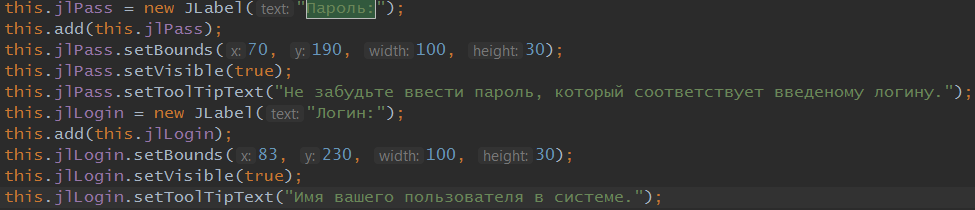 this.jlPass = new JLabel( text: "Пароль:");
this.add(this.jlPass);
this.jlPass.setBounds( x: 70, y: 190, width: 100, height: 30);
this.jlPass.setVisible(true);
this.jlPass.setToolTipText("Не забудьте ввести пароль, который соответствует введеному логину.");
this.jlLogin = new JLabel( text: "Логин:");
this.add(this.jlLogin);
this.jlLogin.setBounds( x: 83, y: 230, width: 100, height: 30);
this.jlLogin.setVisible(true);
this.jlLogin.setToolTipText("Имя вашего пользователя в системе.");